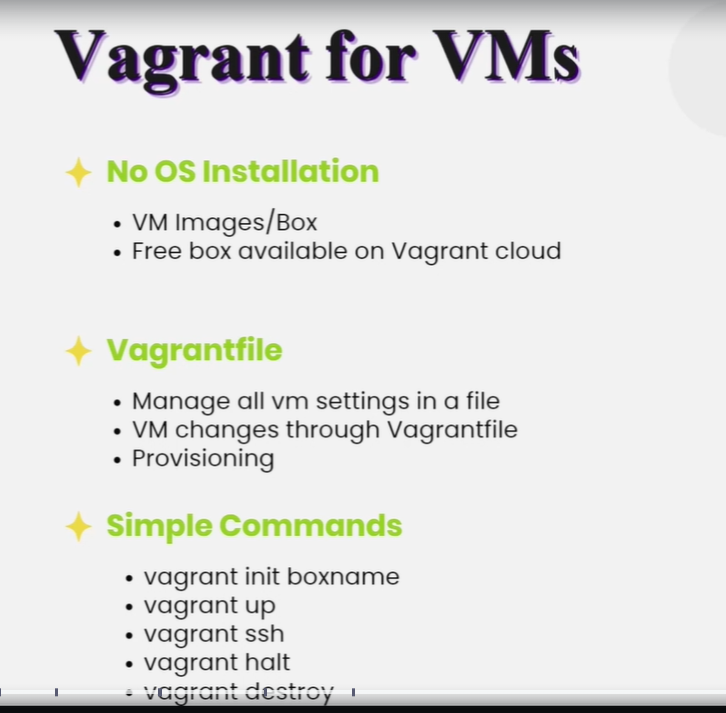 Vagrant for VMs
No OS Installation
• VM Images/Box
• Free box available on Vagrant cloud
Vagrantfile
• Manage all vm settings in a file
• VM changes through Vagrantfile
• Provisioning
Simple Commands
• vagrant init boxname
• vagrant up
• vagrant ssh
• vagrant halt
• vagrant destroy